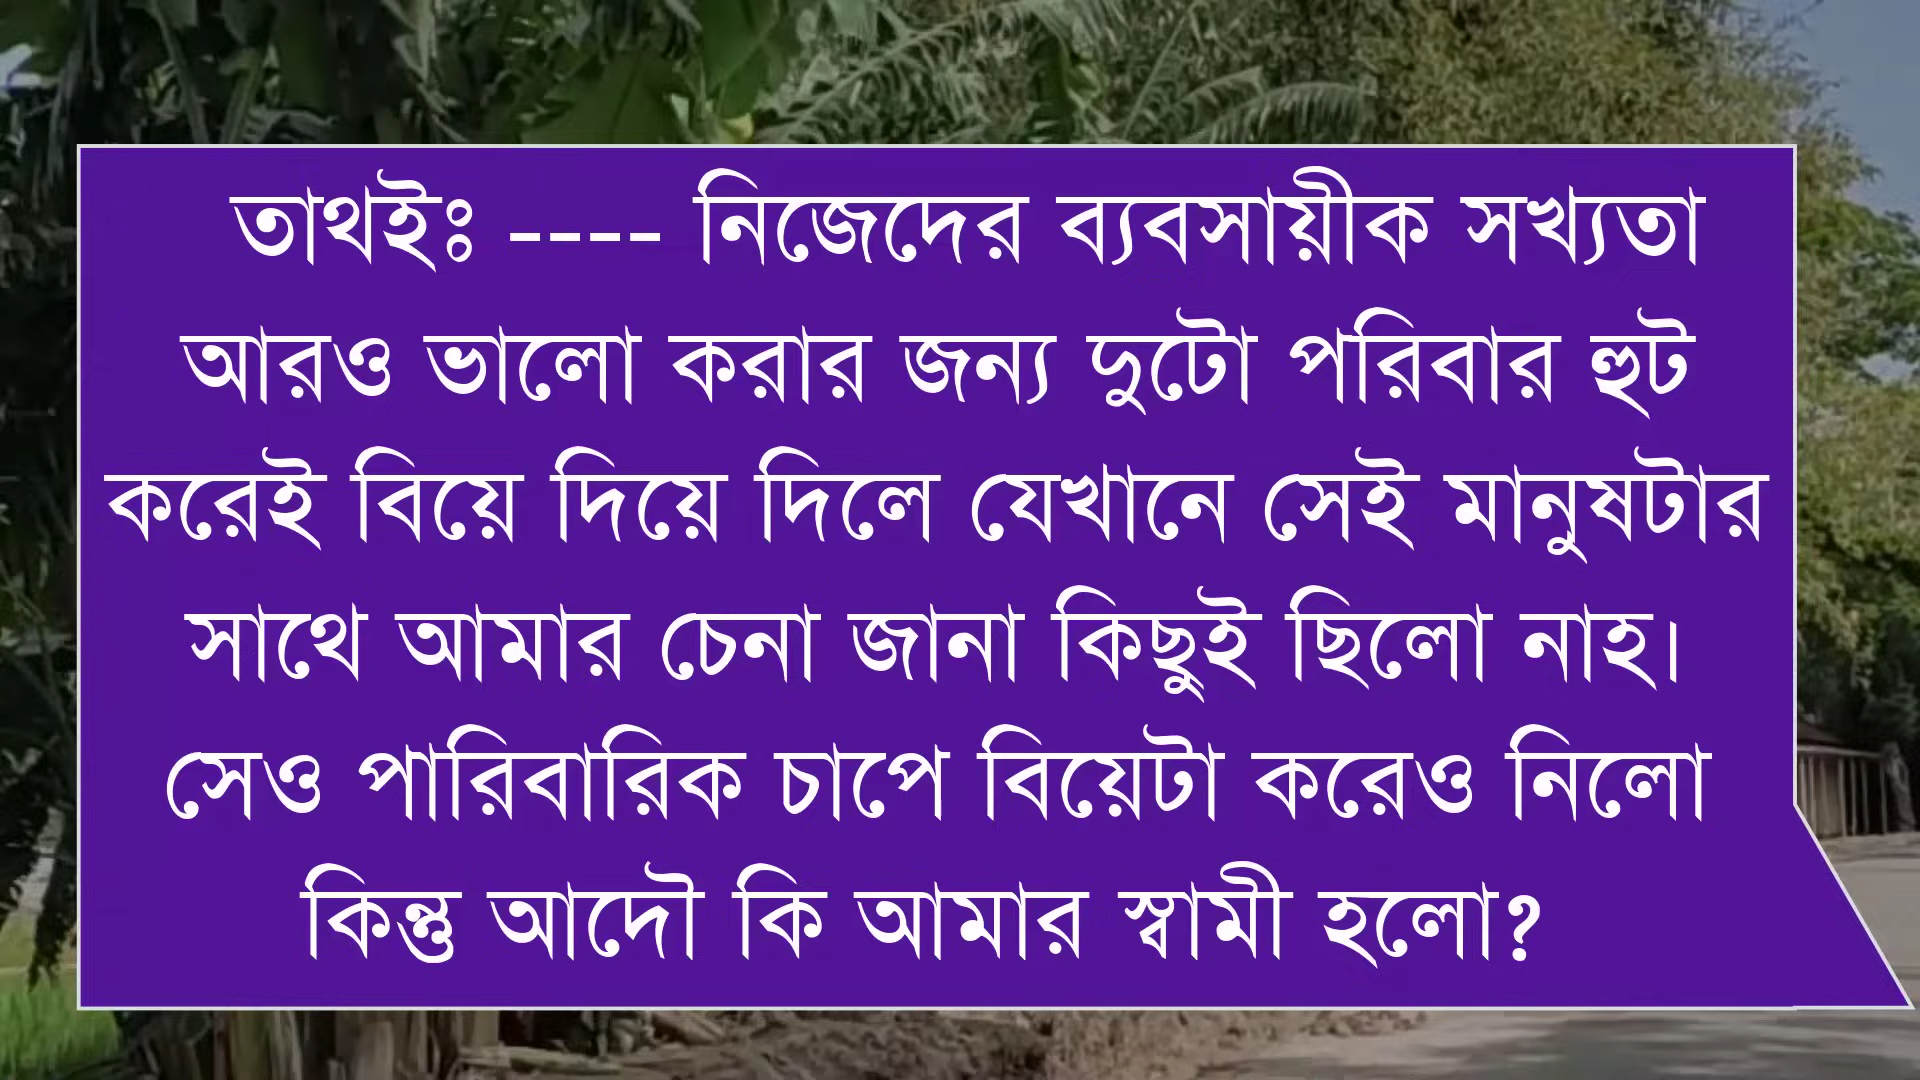 তাথইঃ ---- নিজেদের ব্যবসায়ীক সখ্যতা
আরও ভালো করার জন্য দুটো পরিবার হুট
করেই বিয়ে দিয়ে দিলে যেখানে সেই মানুষটার
সাথে আমার চেনা জানা কিছুই ছিলো নাহ।
সেও পারিবারিক চাপে বিয়েটা করেও নিলো
কিন্তু আদৌ কি আমার স্বামী হলো?